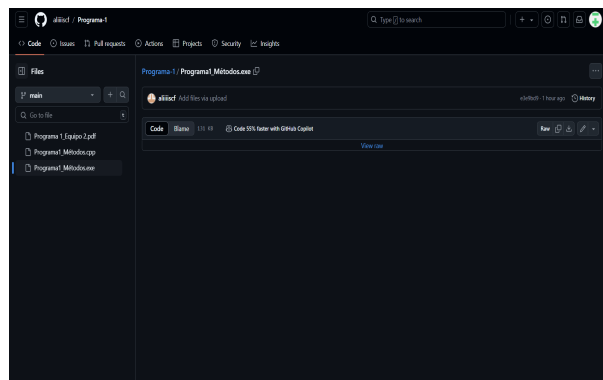 aliiiscf / Programa-1
Type / to search
Code Issues Pull requests Actions Projects Security Insights
Files
main
Go to file t
Programa 1_Equipo 2.pdf
Programa1_Métodos.cpp
Programa1_Métodos.exe
Programa-1 / Programa1_Métodos.exe
aliiiscf Add files via upload
1 hour ago History
Code Blame 131 KB Code 55% faster with GitHub Copilot
Raw
View raw